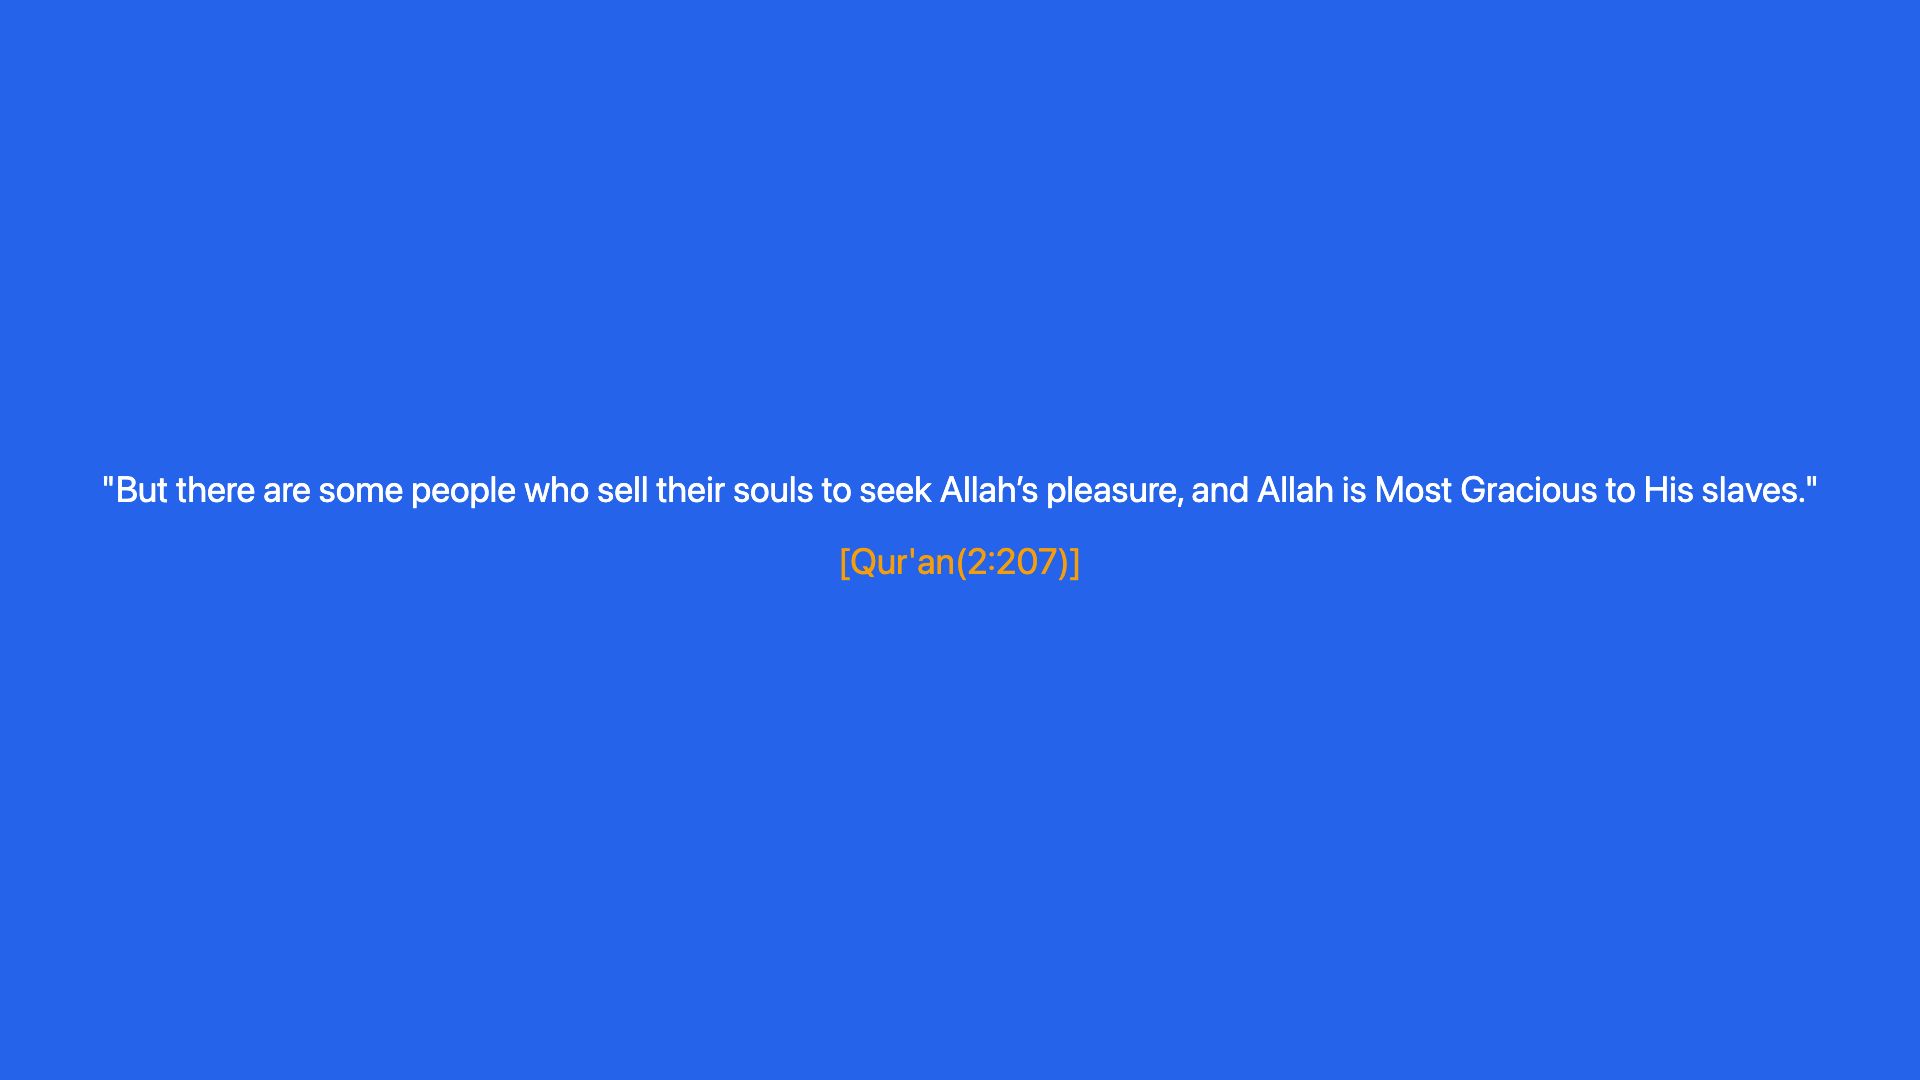 "But there are some people who sell their souls to seek Allah’s pleasure, and Allah is Most Gracious to His slaves."
[Qur'an(2:207)]